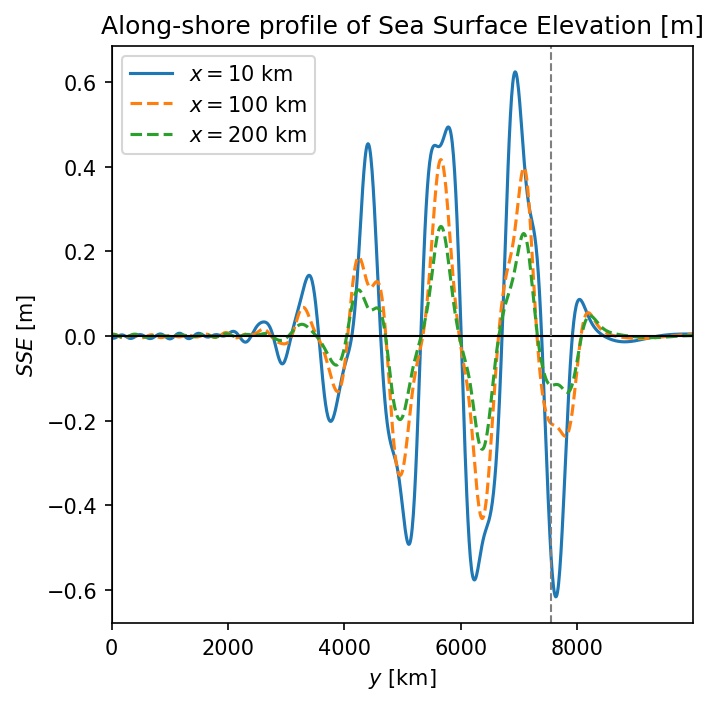 Along-shore profile of Sea Surface Elevation [m]
x = 10 km
x = 100 km
x = 200 km
0.6
0.4
0.2
0.0
−0.2
−0.4
−0.6
SSE [m]
0 2000 4000 6000 8000
y [km]